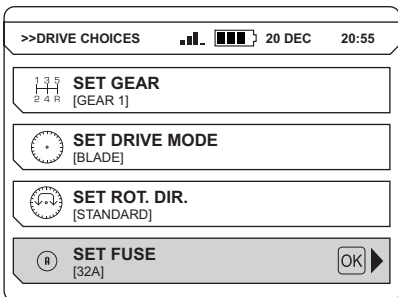 >>DRIVE CHOICES 20 DEC 20:55
1 3 5
2 4 R
SET GEAR
[GEAR 1]
SET DRIVE MODE
[BLADE]
SET ROT. DIR.
[STANDARD]
A
SET FUSE
[32A]
OK